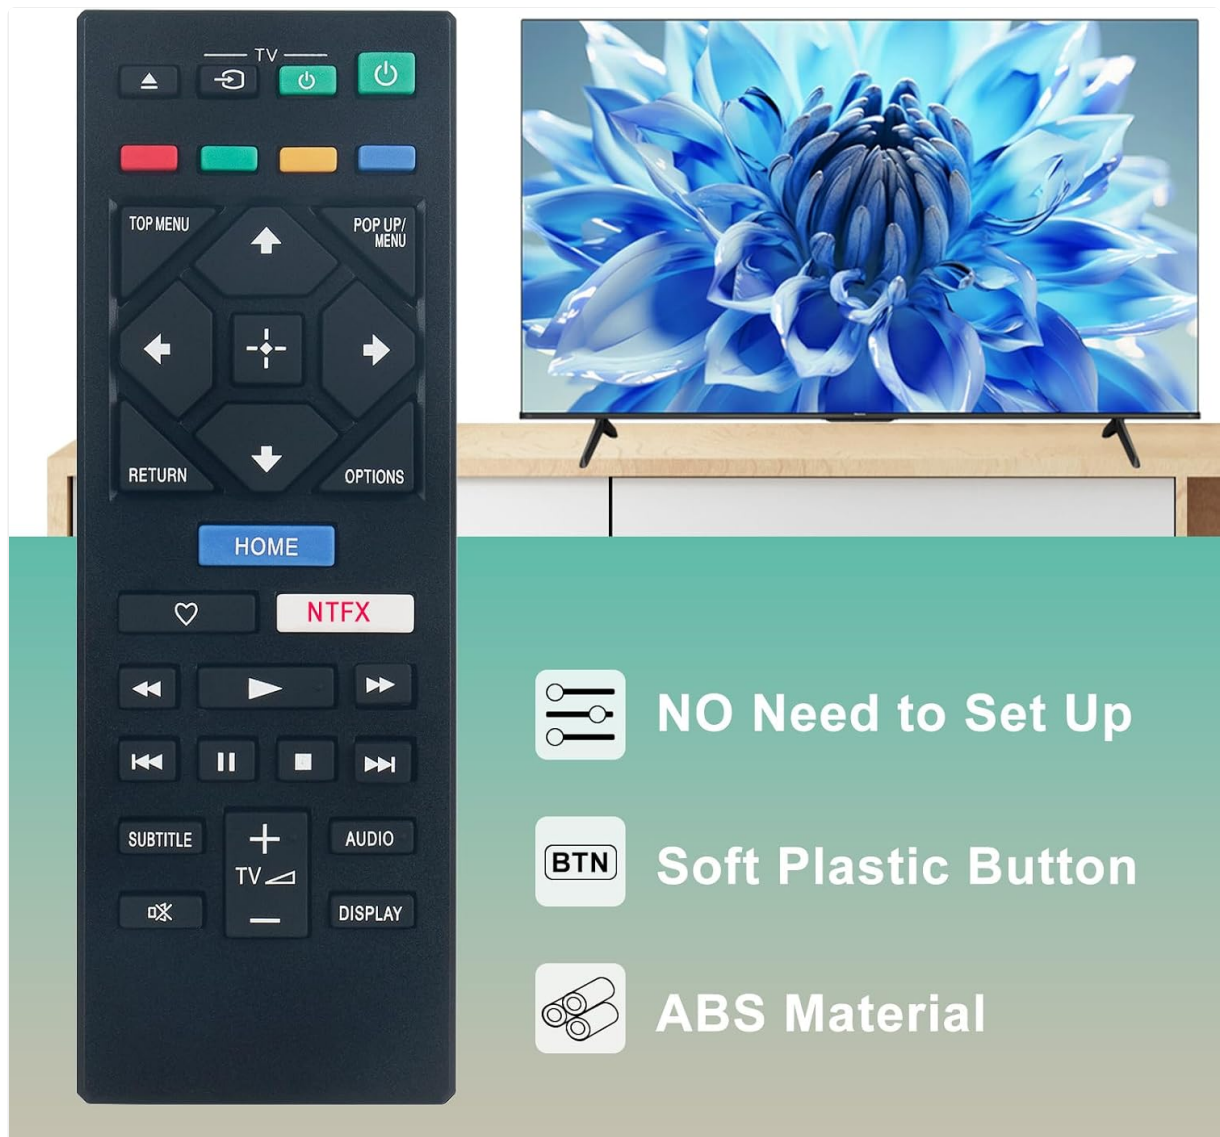 TV
TOP MENU
POP UP/
MENU
RETURN
OPTIONS
HOME
NTFX
SUBTITLE
AUDIO
TV
DISPLAY
NO Need to Set Up
BTN
Soft Plastic Button
ABS Material